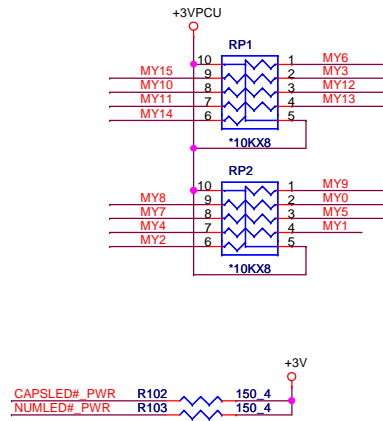 +3VPCU
RP1
10 1 MY6
MY15 9 2 MY3
MY10 8 3 MY12
MY11 7 4 MY13
MY14 6 5
*10KX8
RP2
10 1 MY9
MY8 9 2 MY0
MY7 8 3 MY5
MY4 7 4 MY1
MY2 6 5
*10KX8
+3V
CAPSLED#_PWR R102 150_4
NUMLED#_PWR R103 150_4